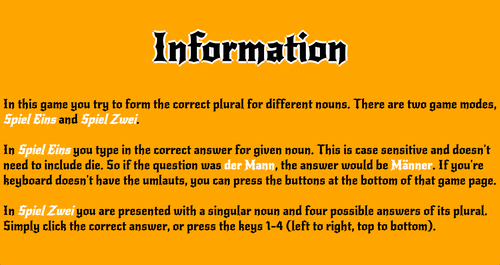 Information
In this game you try to form the correct plural for different nouns. There are two game modes,
Spiel Eins and Spiel Zwei.
In Spiel Eins you type in the correct answer for given noun. This is case sensitive and doesn't
need to include die. So if the question was der Mann, the answer would be Männer. If you're
keyboard doesn't have the umlauts, you can press the buttons at the bottom of that game page.
In Spiel Zwei you are presented with a singular noun and four possible answers of its plural.
Simply click the correct answer, or press the keys 1-4 (left to right, top to bottom).